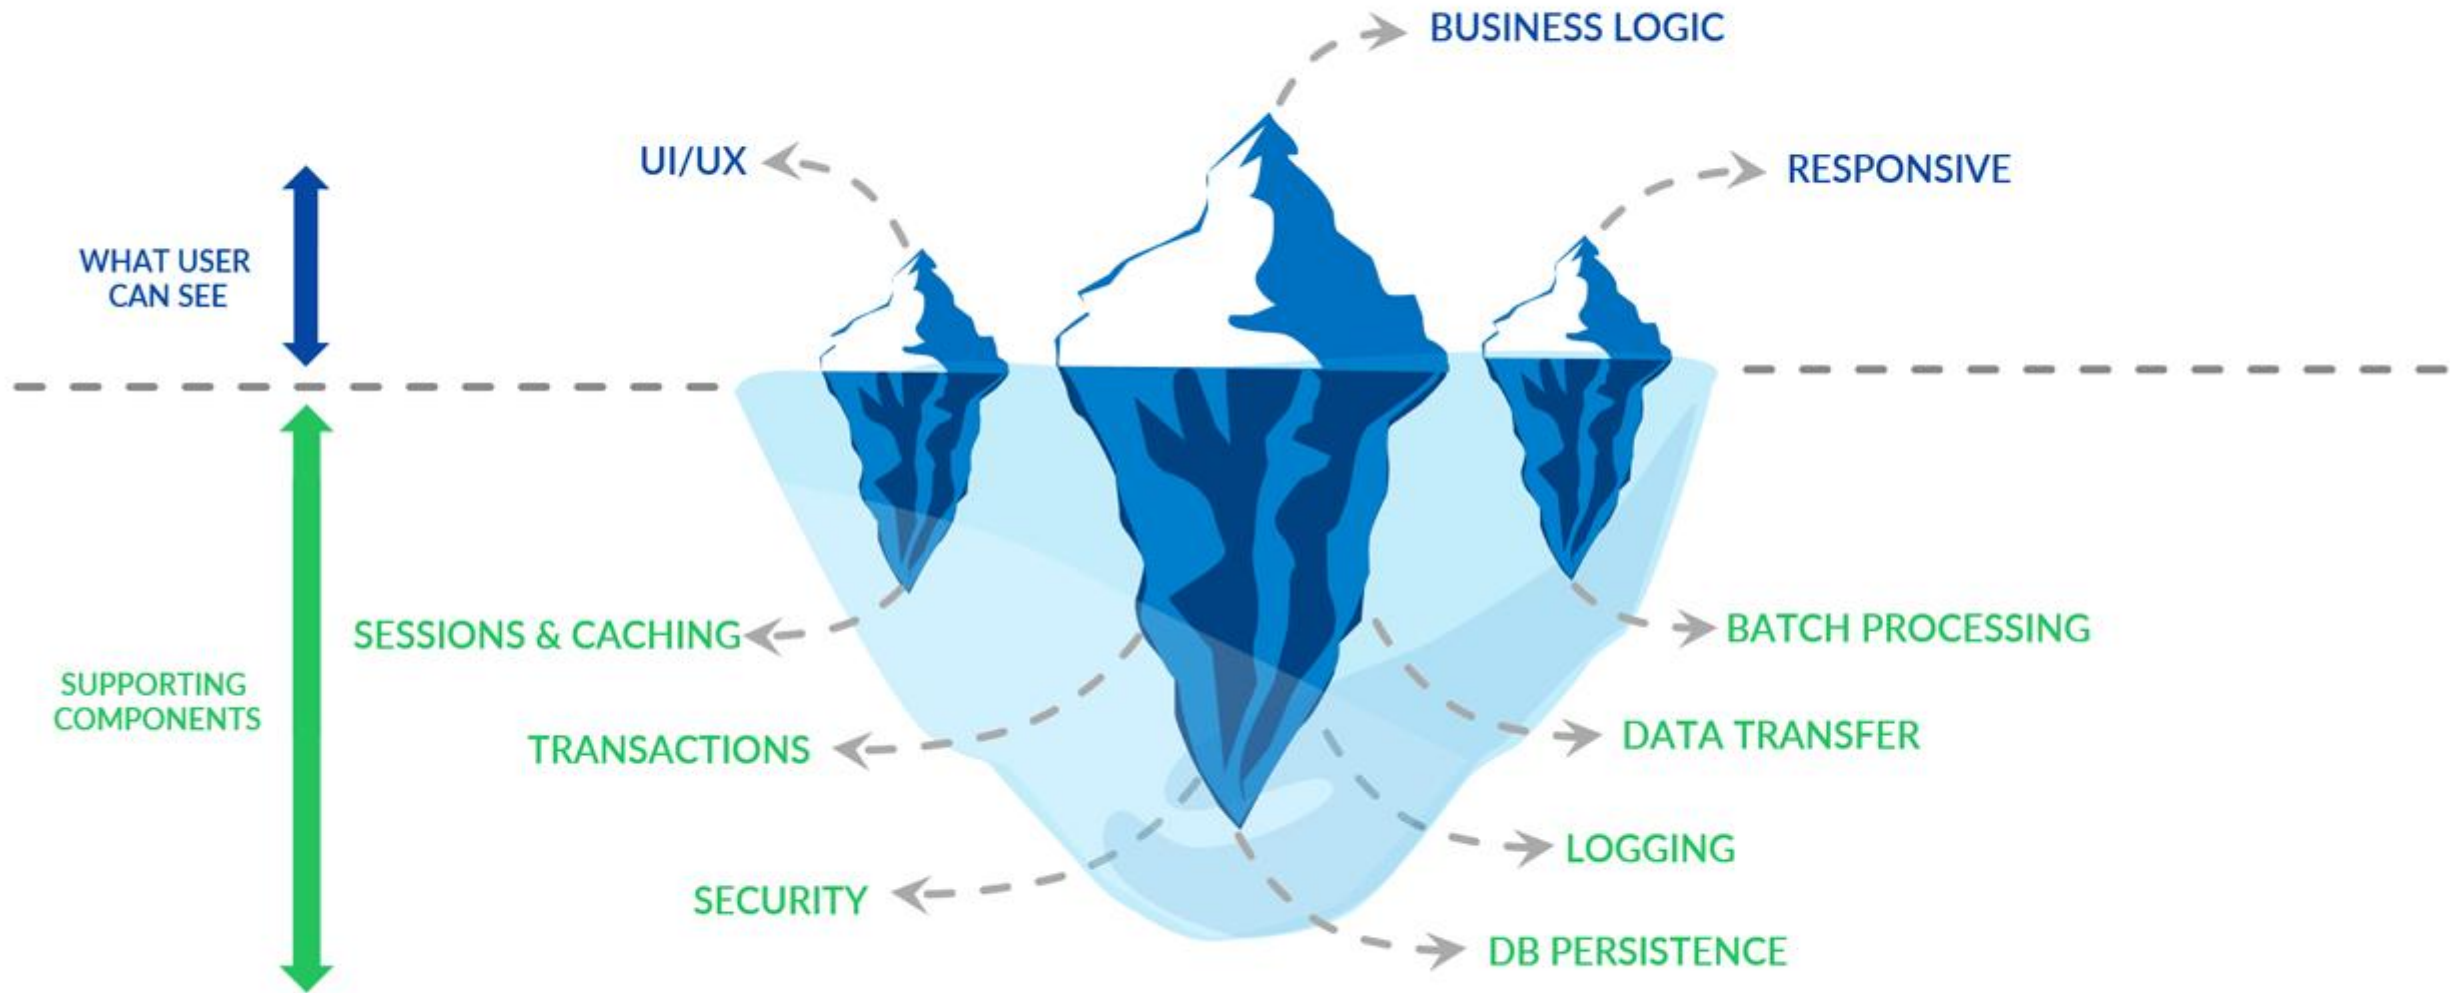 BUSINESS LOGIC
UI/UX
RESPONSIVE
WHAT USER
CAN SEE
SESSIONS & CACHING
BATCH PROCESSING
SUPPORTING
COMPONENTS
TRANSACTIONS
DATA TRANSFER
LOGGING
SECURITY
DB PERSISTENCE